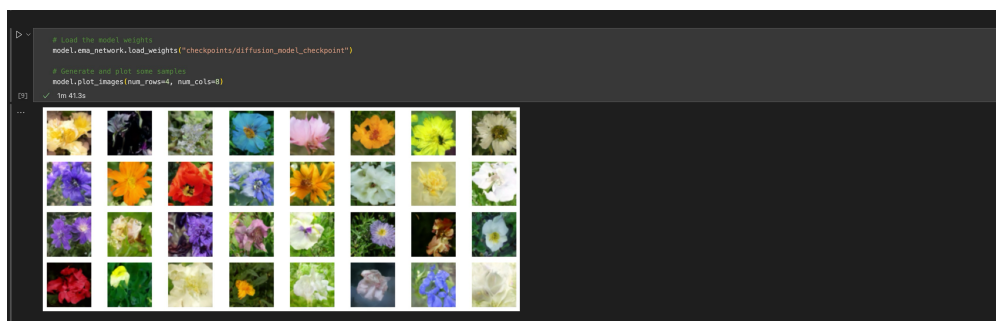 # Load the model weights
model.ema_network.load_weights("checkpoints/diffusion_model_checkpoint")
# Generate and plot some samples
model.plot_images(num_rows=4, num_cols=8)
[9]
1m 41.3s
...